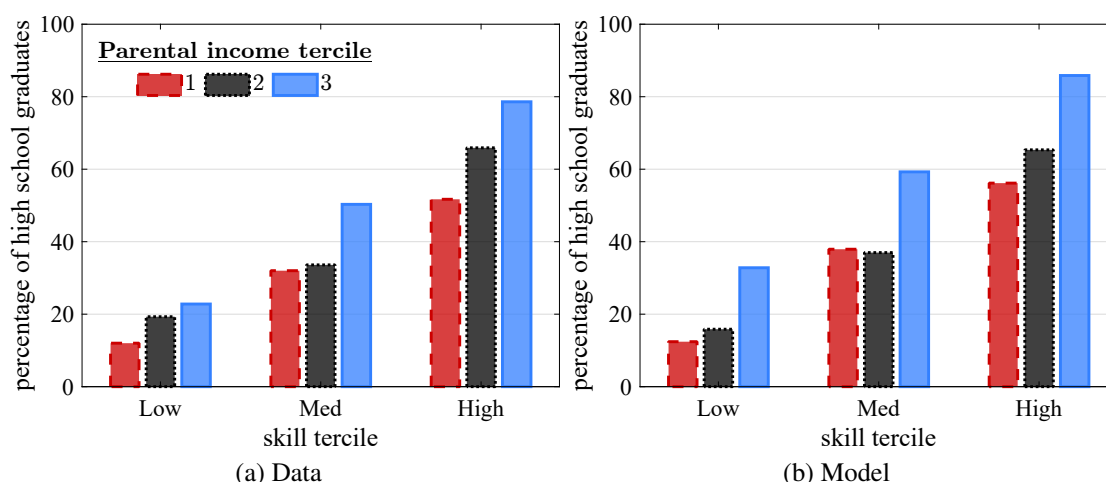 percentage of high school graduates
100
80
60
40
20
0
Parental income tercile
1 2 3
Low Med High
skill tercile
(a) Data
percentage of high school graduates
100
80
60
40
20
0
Low Med High
skill tercile
(b) Model